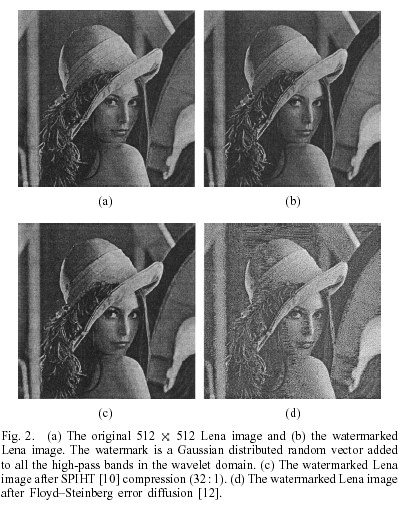 (a)
(b)
(c)
(d)
Fig. 2. (a) The original 512 × 512 Lena image and (b) the watermarked
Lena image. The watermark is a Gaussian distributed random vector added
to all the high-pass bands in the wavelet domain. (c) The watermarked Lena
image after SPIHT [10] compression (32 : 1). (d) The watermarked Lena image
after Floyd–Steinberg error diffusion [12].